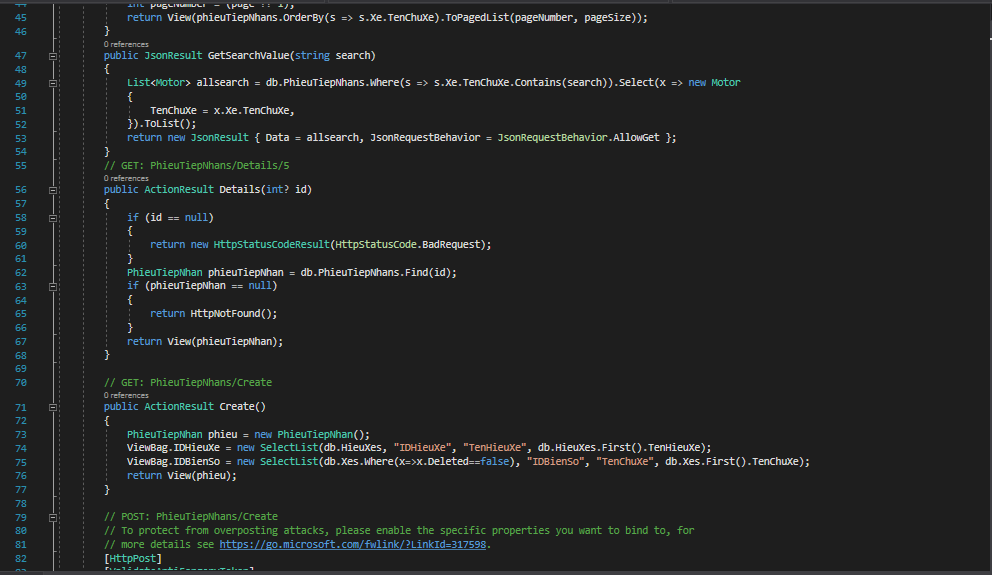 44 int pageNumber = (page ?? 1);
45 return View(phieuTiepNhans.OrderBy(s => s.Xe.TenChuXe).ToPagedList(pageNumber, pageSize));
46 }
0 references
47 public JsonResult GetSearchValue(string search)
48 {
49 List<Motor> allsearch = db.PhieuTiepNhans.Where(s => s.Xe.TenChuXe.Contains(search)).Select(x => new Motor
50 {
51 TenChuXe = x.Xe.TenChuXe,
52 }).ToList();
53 return new JsonResult { Data = allsearch, JsonRequestBehavior = JsonRequestBehavior.AllowGet };
54 }
55 // GET: PhieuTiepNhans/Details/5
0 references
56 public ActionResult Details(int? id)
57 {
58 if (id == null)
59 {
60 return new HttpStatusCodeResult(HttpStatusCode.BadRequest);
61 }
62 PhieuTiepNhan phieuTiepNhan = db.PhieuTiepNhans.Find(id);
63 if (phieuTiepNhan == null)
64 {
65 return HttpNotFound();
66 }
67 return View(phieuTiepNhan);
68 }
69
70 // GET: PhieuTiepNhans/Create
0 references
71 public ActionResult Create()
72 {
73 PhieuTiepNhan phieu = new PhieuTiepNhan();
74 ViewBag.IDHieuXe = new SelectList(db.HieuXes, "IDHieuXe", "TenHieuXe", db.HieuXes.First().TenHieuXe);
75 ViewBag.IDBienSo = new SelectList(db.Xes.Where(x=>x.Deleted==false), "IDBienSo", "TenChuXe", db.Xes.First().TenChuXe);
76 return View(phieu);
77 }
78
79 // POST: PhieuTiepNhans/Create
80 // To protect from overposting attacks, please enable the specific properties you want to bind to, for
81 // more details see https://go.microsoft.com/fwlink/?LinkId=317598.
82 [HttpPost]
83 [ValidateAntiForgeryToken]